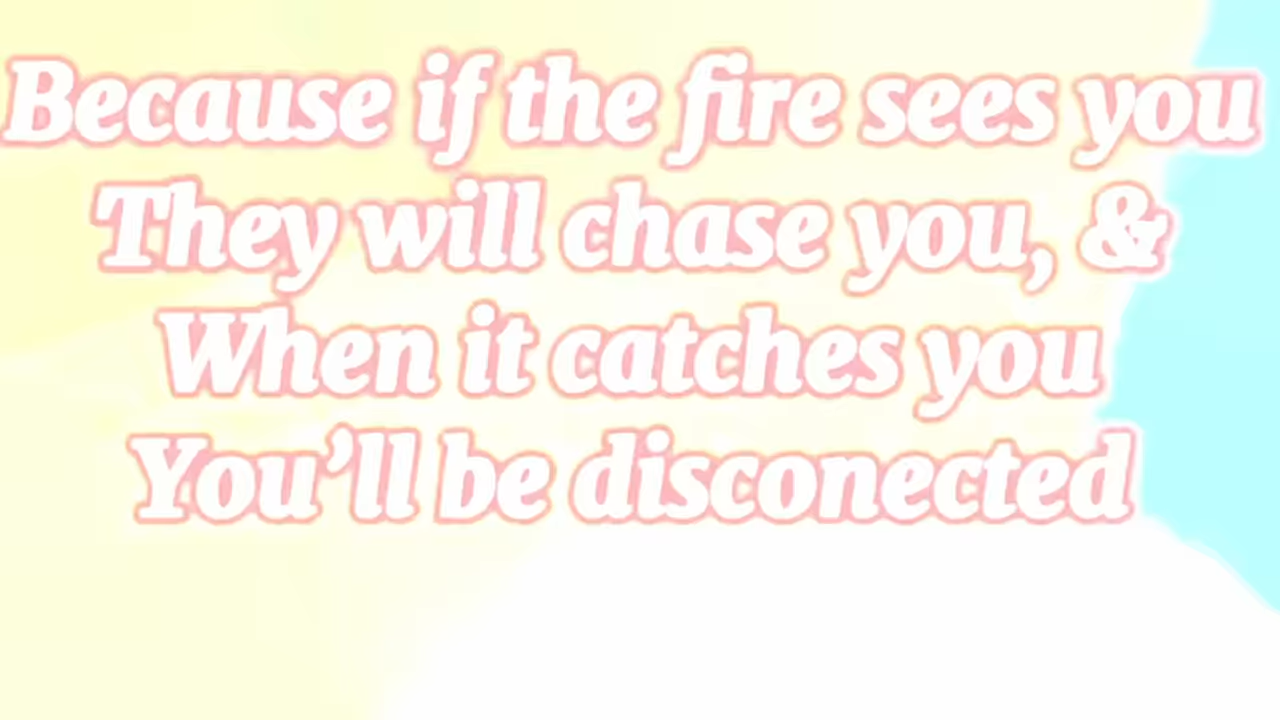 Because if the fire sees you
They will chase you, &
When it catches you
You’ll be disconected